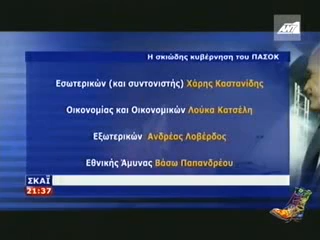 ΑΝΤ1
Η σκιώδης κυβέρνηση του ΠΑΣΟΚ
Εσωτερικών (και συντονιστής) Χάρης Καστανίδης
Οικονομίας και Οικονομικών Λούκα Κατσέλη
Εξωτερικών Ανδρέας Λοβέρδος
Εθνικής Άμυνας Βάσω Παπανδρέου
ΣΚΑΪ
21:37